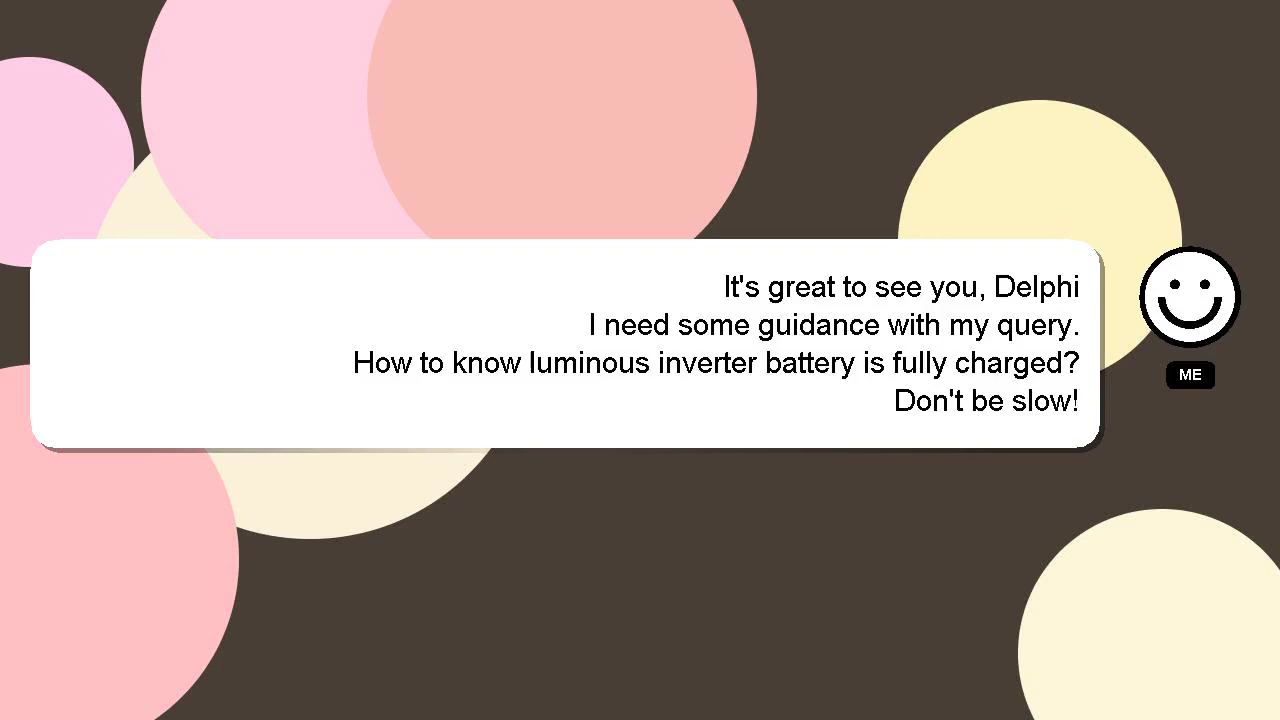 It's great to see you, Delphi
I need some guidance with my query.
How to know luminous inverter battery is fully charged?
Don't be slow!
ME